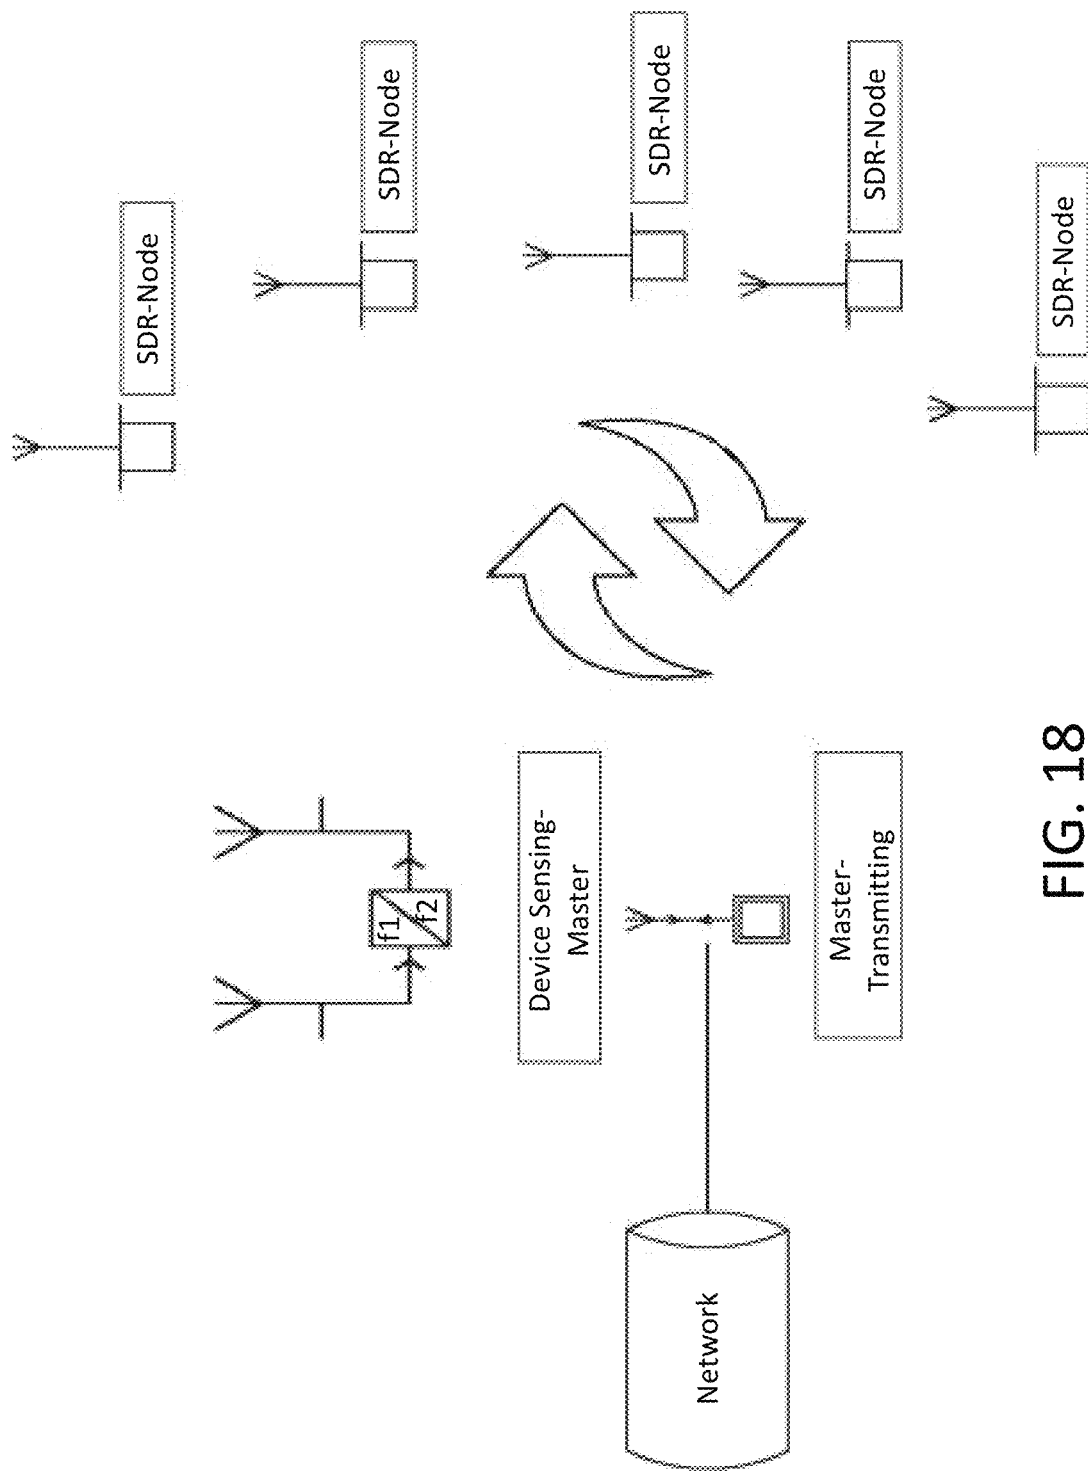 SDR-Node
SDR-Node
SDR-Node
SDR-Node
SDR-Node
f1
f2
Device Sensing-
Master
Master-
Transmitting
Network
FIG. 18